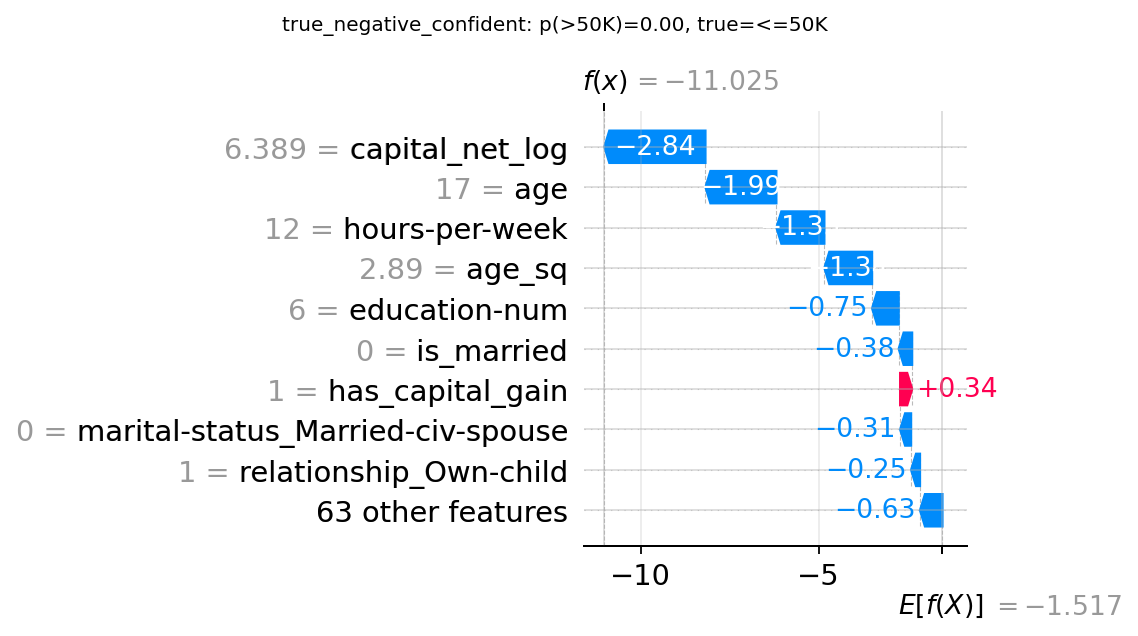 true_negative_confident: p(>50K)=0.00, true=<=50K
f(x) = −11.025
6.389 = capital_net_log
−2.84
17 = age
−1.99
12 = hours-per-week
−1.3
2.89 = age_sq
−1.3
6 = education-num
−0.75
0 = is_married
−0.38
1 = has_capital_gain
+0.34
0 = marital-status_Married-civ-spouse
−0.31
1 = relationship_Own-child
−0.25
63 other features
−0.63
−10
−5
E[f(X)] = −1.517